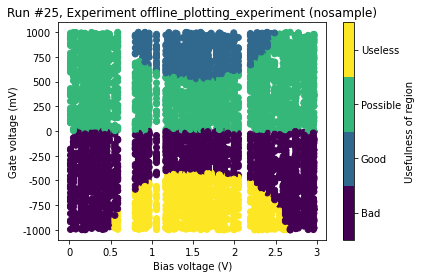 Run #25, Experiment offline_plotting_experiment (nosample)
1000
750
500
250
0
-250
-500
-750
-1000
Gate voltage (mV)
0
0.5
1
1.5
2
2.5
3
Bias voltage (V)
Useless
Possible
Good
Bad
Usefulness of region